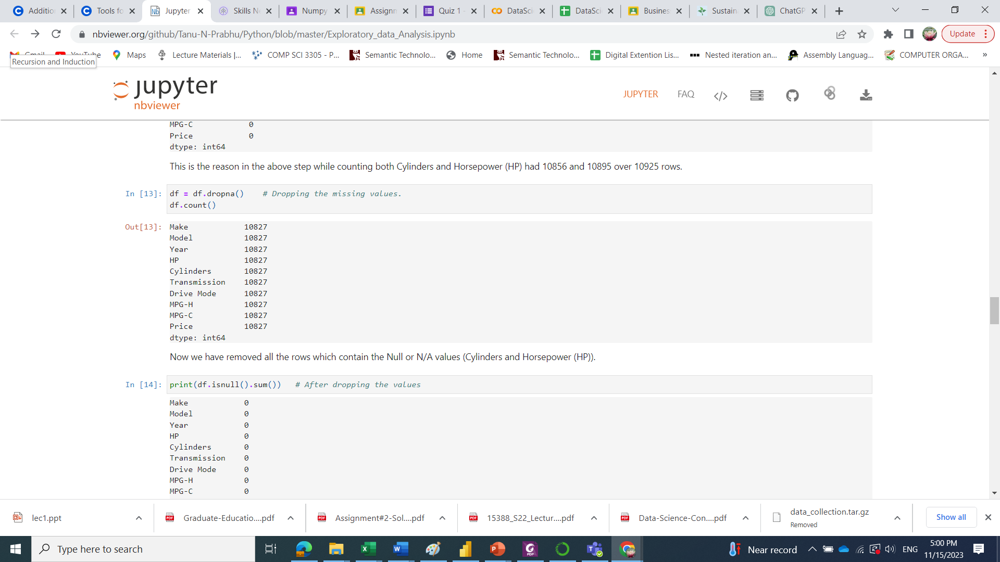 Additio
Tools fo
Jupyter
Skills N
Numpy
Assignm
Quiz 1 -
DataSci
DataSci
Busines
Sustain
ChatGP
nbviewer.org/github/Tanu-N-Prabhu/Python/blob/master/Exploratory_data_Analysis.ipynb
Update
Gmail
YouTube
Maps
Lecture Materials |...
COMP SCI 3305 - P...
Semantic Technolo...
Home
Semantic Technolo...
Digital Extention Lis...
Nested iteration an...
Assembly Languag...
COMPUTER ORGA...
»
Recursion and Induction
jupyter
nbviewer
JUPYTER
FAQ
</>
MPG-C 0
Price 0
dtype: int64
This is the reason in the above step while counting both Cylinders and Horsepower (HP) had 10856 and 10895 over 10925 rows.
In [13]: df = df.dropna() # Dropping the missing values.
df.count()
Out[13]: Make 10827
Model 10827
Year 10827
HP 10827
Cylinders 10827
Transmission 10827
Drive Mode 10827
MPG-H 10827
MPG-C 10827
Price 10827
dtype: int64
Now we have removed all the rows which contain the Null or N/A values (Cylinders and Horsepower (HP)).
In [14]: print(df.isnull().sum()) # After dropping the values
Make 0
Model 0
Year 0
HP 0
Cylinders 0
Transmission 0
Drive Mode 0
MPG-H 0
MPG-C 0
lec1.ppt
Graduate-Educatio....pdf
Assignment#2-Sol....pdf
15388_S22_Lectur....pdf
Data-Science-Con....pdf
data_collection.tar.gz
Removed
Show all
Type here to search
Near record
ENG
5:00 PM
11/15/2023